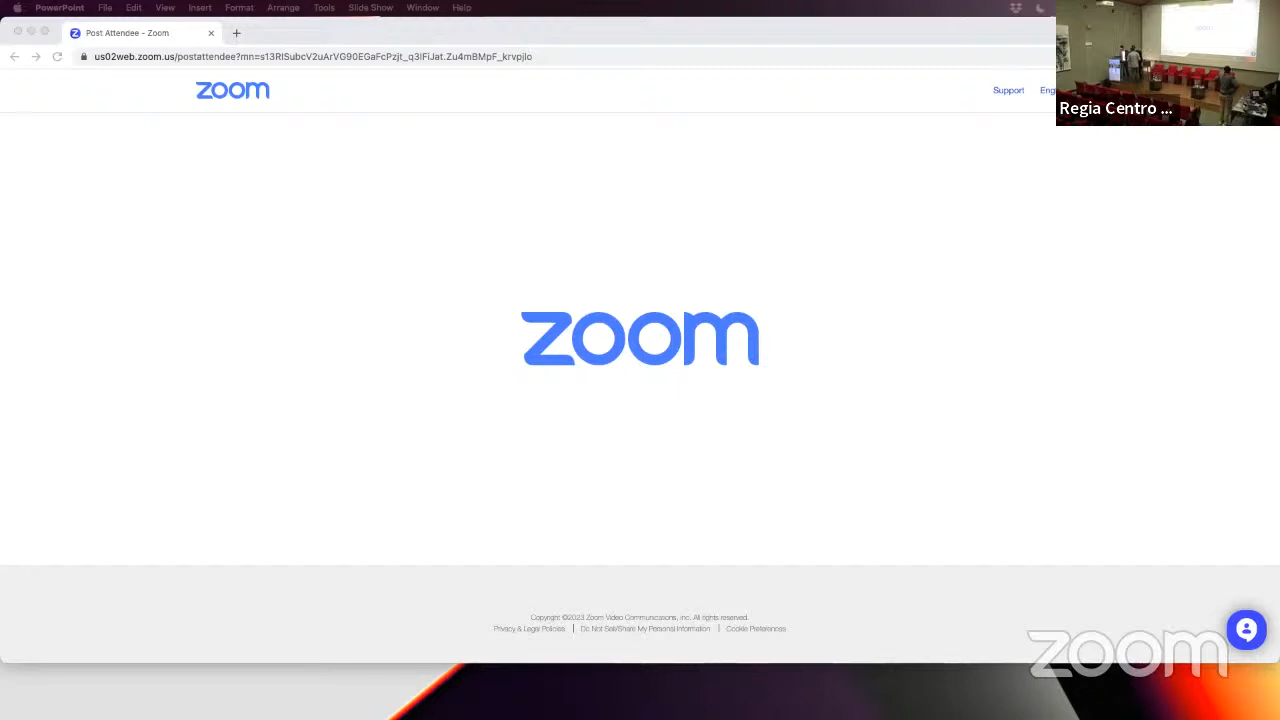 PowerPoint File Edit View Insert Format Arrange Tools Slide Show Window Help
Post Attendee - Zoom
us02web.zoom.us/postattendee?mn=s13RlSubcV2uArVG90EGaFcPzjt_q3lFiJat.Zu4mBMpF_krvpjlo
zoom
Support Eng
Regia Centro ...
zoom
Copyright ©2023 Zoom Video Communications, Inc. All rights reserved.
Privacy & Legal Policies | Do Not Sell/Share My Personal Information | Cookie Preferences
zoom